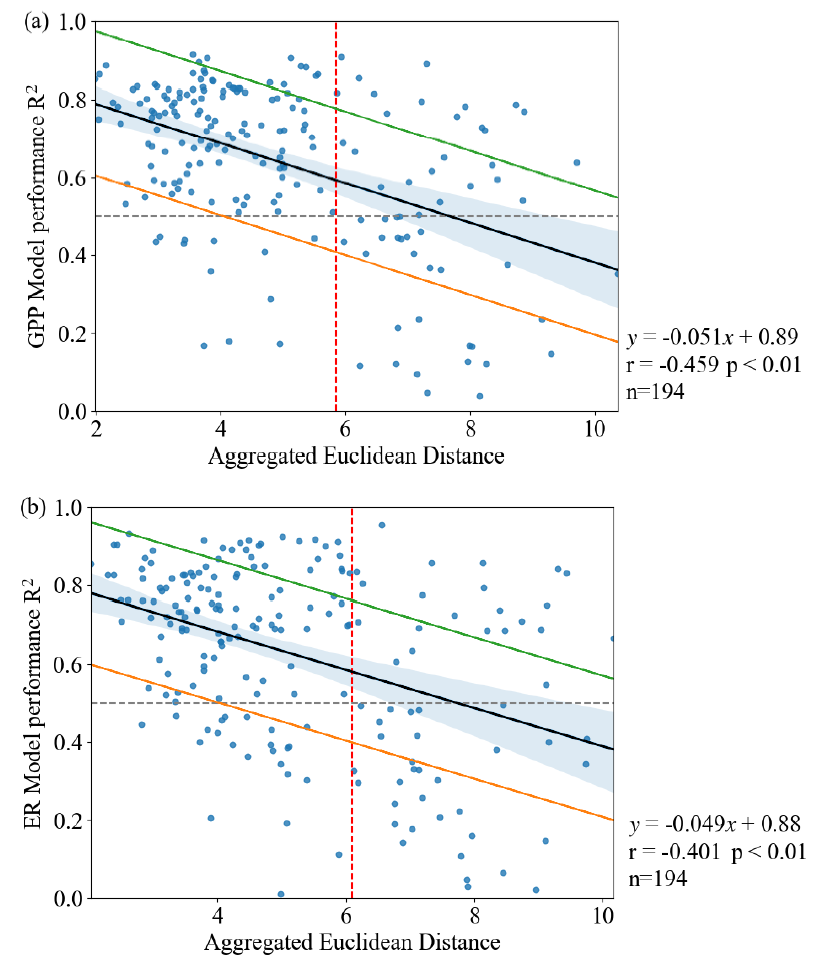 (a)
1.0
0.8
0.6
0.4
0.2
0.0
GPP Model performance R²
2 4 6 8 10
Aggregated Euclidean Distance
y = -0.051x + 0.89
r = -0.459 p < 0.01
n=194
(b)
1.0
0.8
0.6
0.4
0.2
0.0
ER Model performance R²
4 6 8 10
Aggregated Euclidean Distance
y = -0.049x + 0.88
r = -0.401 p < 0.01
n=194